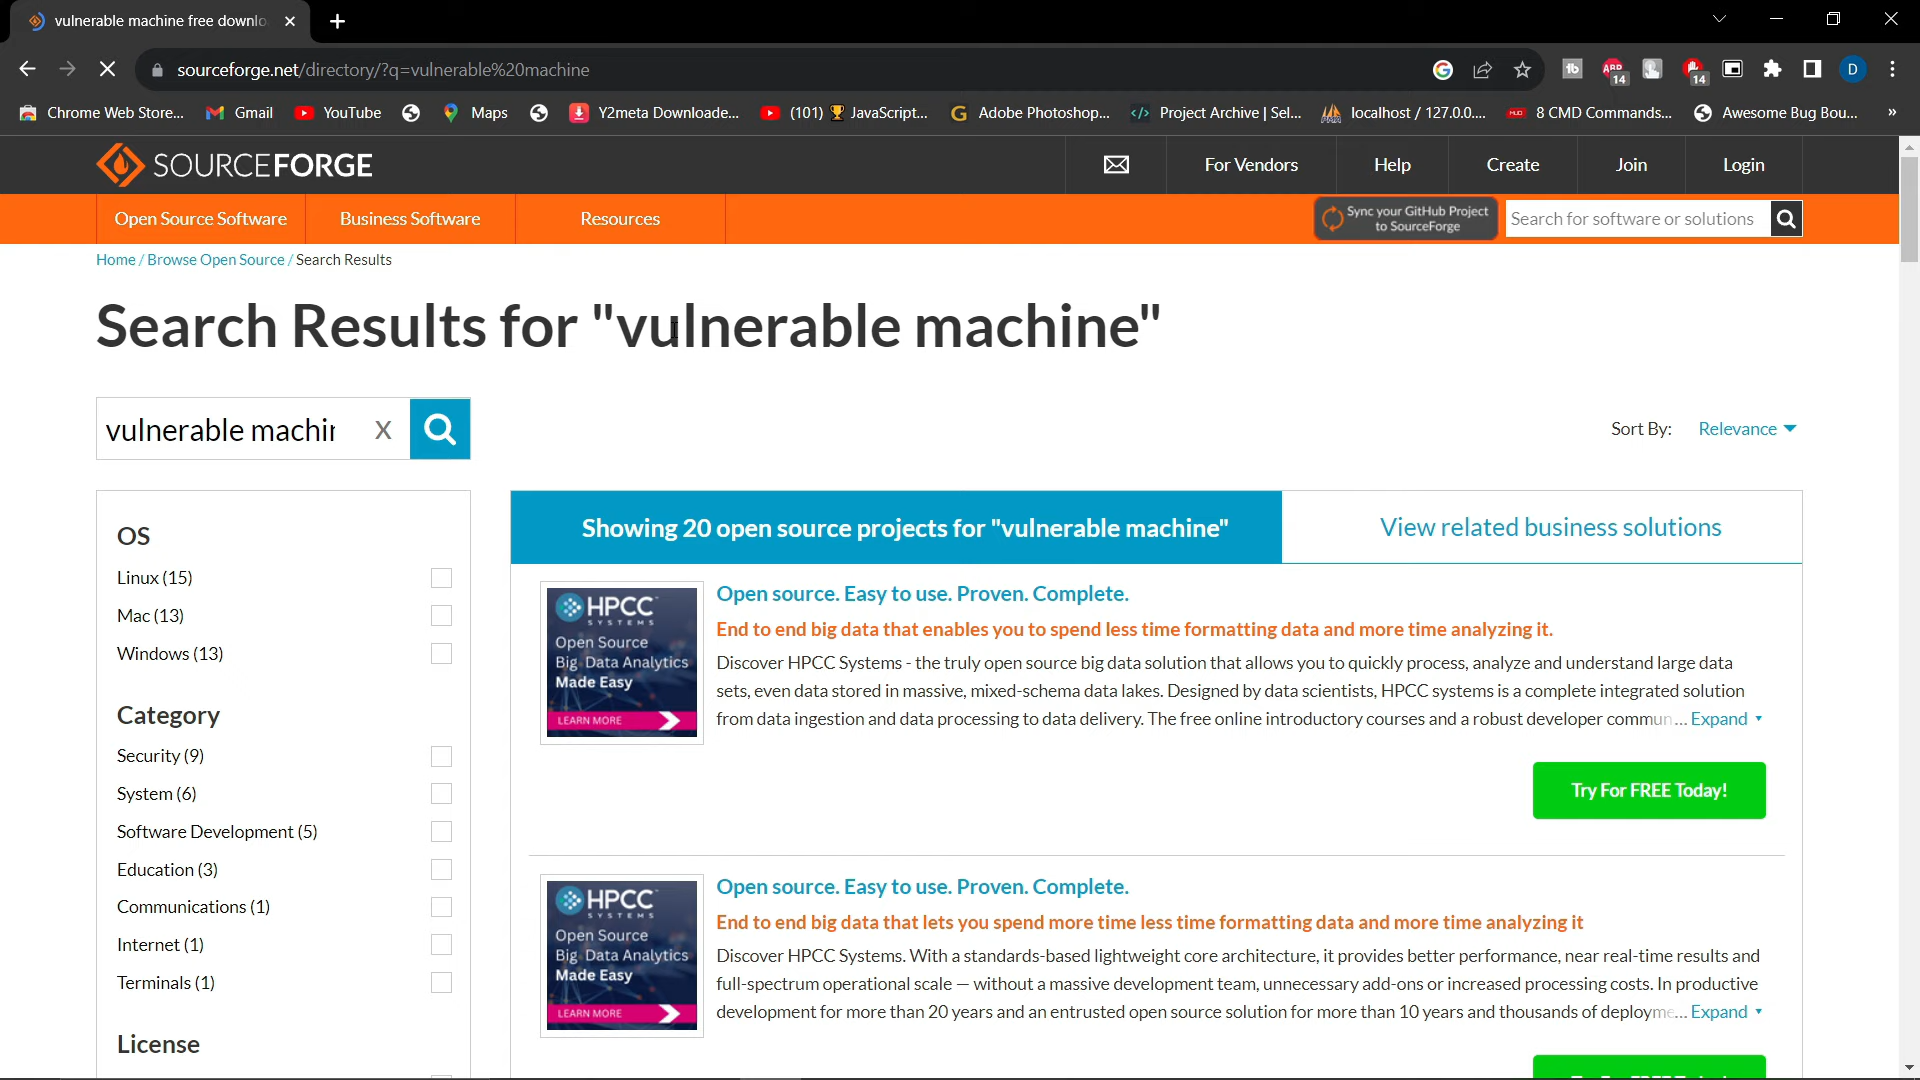 vulnerable machine free downlo
sourceforge.net/directory/?q=vulnerable%20machine
14
14
D
Chrome Web Store...
Gmail
YouTube
Maps
Y2meta Downloade...
(101) 🏆 JavaScript...
Adobe Photoshop...
Project Archive | Sel...
localhost / 127.0.0....
8 CMD Commands...
Awesome Bug Bou...
»
SOURCEFORGE
For Vendors
Help
Create
Join
Login
Open Source Software
Business Software
Resources
Sync your GitHub Project
to SourceForge
Search for software or solutions
Home / Browse Open Source / Search Results
Search Results for "vulnerable machine"
vulnerable machin
X
Sort By: Relevance
OS
Linux (15)
Mac (13)
Windows (13)
Category
Security (9)
System (6)
Software Development (5)
Education (3)
Communications (1)
Internet (1)
Terminals (1)
License
Showing 20 open source projects for "vulnerable machine"
View related business solutions
HPCC
SYSTEMS
Open Source
Big Data Analytics
Made Easy
LEARN MORE
Open source. Easy to use. Proven. Complete.
End to end big data that enables you to spend less time formatting data and more time analyzing it.
Discover HPCC Systems - the truly open source big data solution that allows you to quickly process, analyze and understand large data
sets, even data stored in massive, mixed-schema data lakes. Designed by data scientists, HPCC systems is a complete integrated solution
from data ingestion and data processing to data delivery. The free online introductory courses and a robust developer commun... Expand
Try For FREE Today!
HPCC
SYSTEMS
Open Source
Big Data Analytics
Made Easy
LEARN MORE
Open source. Easy to use. Proven. Complete.
End to end big data that lets you spend more time less time formatting data and more time analyzing it
Discover HPCC Systems. With a standards-based lightweight core architecture, it provides better performance, near real-time results and
full-spectrum operational scale — without a massive development team, unnecessary add-ons or increased processing costs. In productive
development for more than 20 years and an entrusted open source solution for more than 10 years and thousands of deployme... Expand